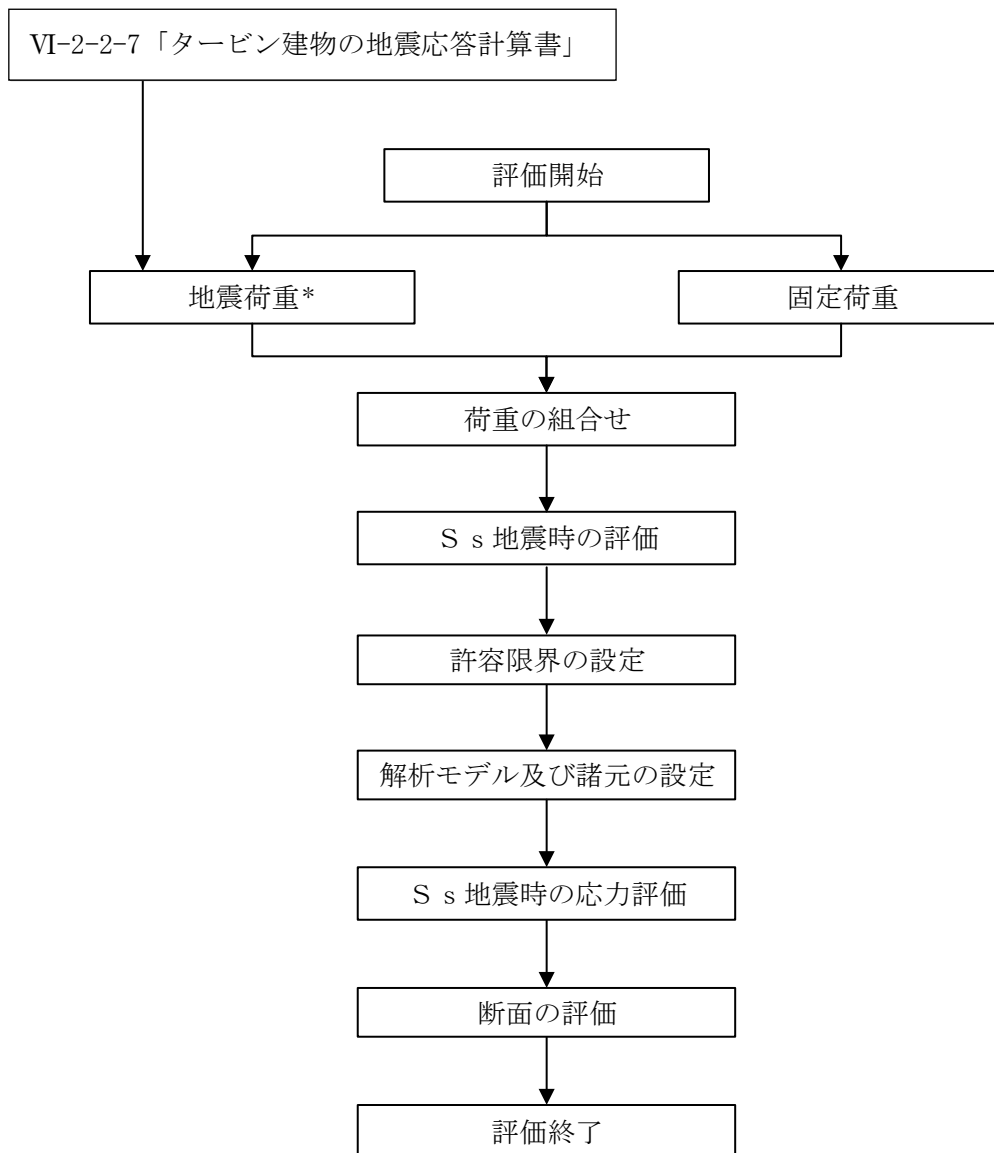 Ⅵ-2-2-7「タービン建物の地震応答計算書」
評価開始
地震荷重*
固定荷重
荷重の組合せ
Ｓｓ地震時の評価
許容限界の設定
解析モデル及び諸元の設定
Ｓｓ地震時の応力評価
断面の評価
評価終了